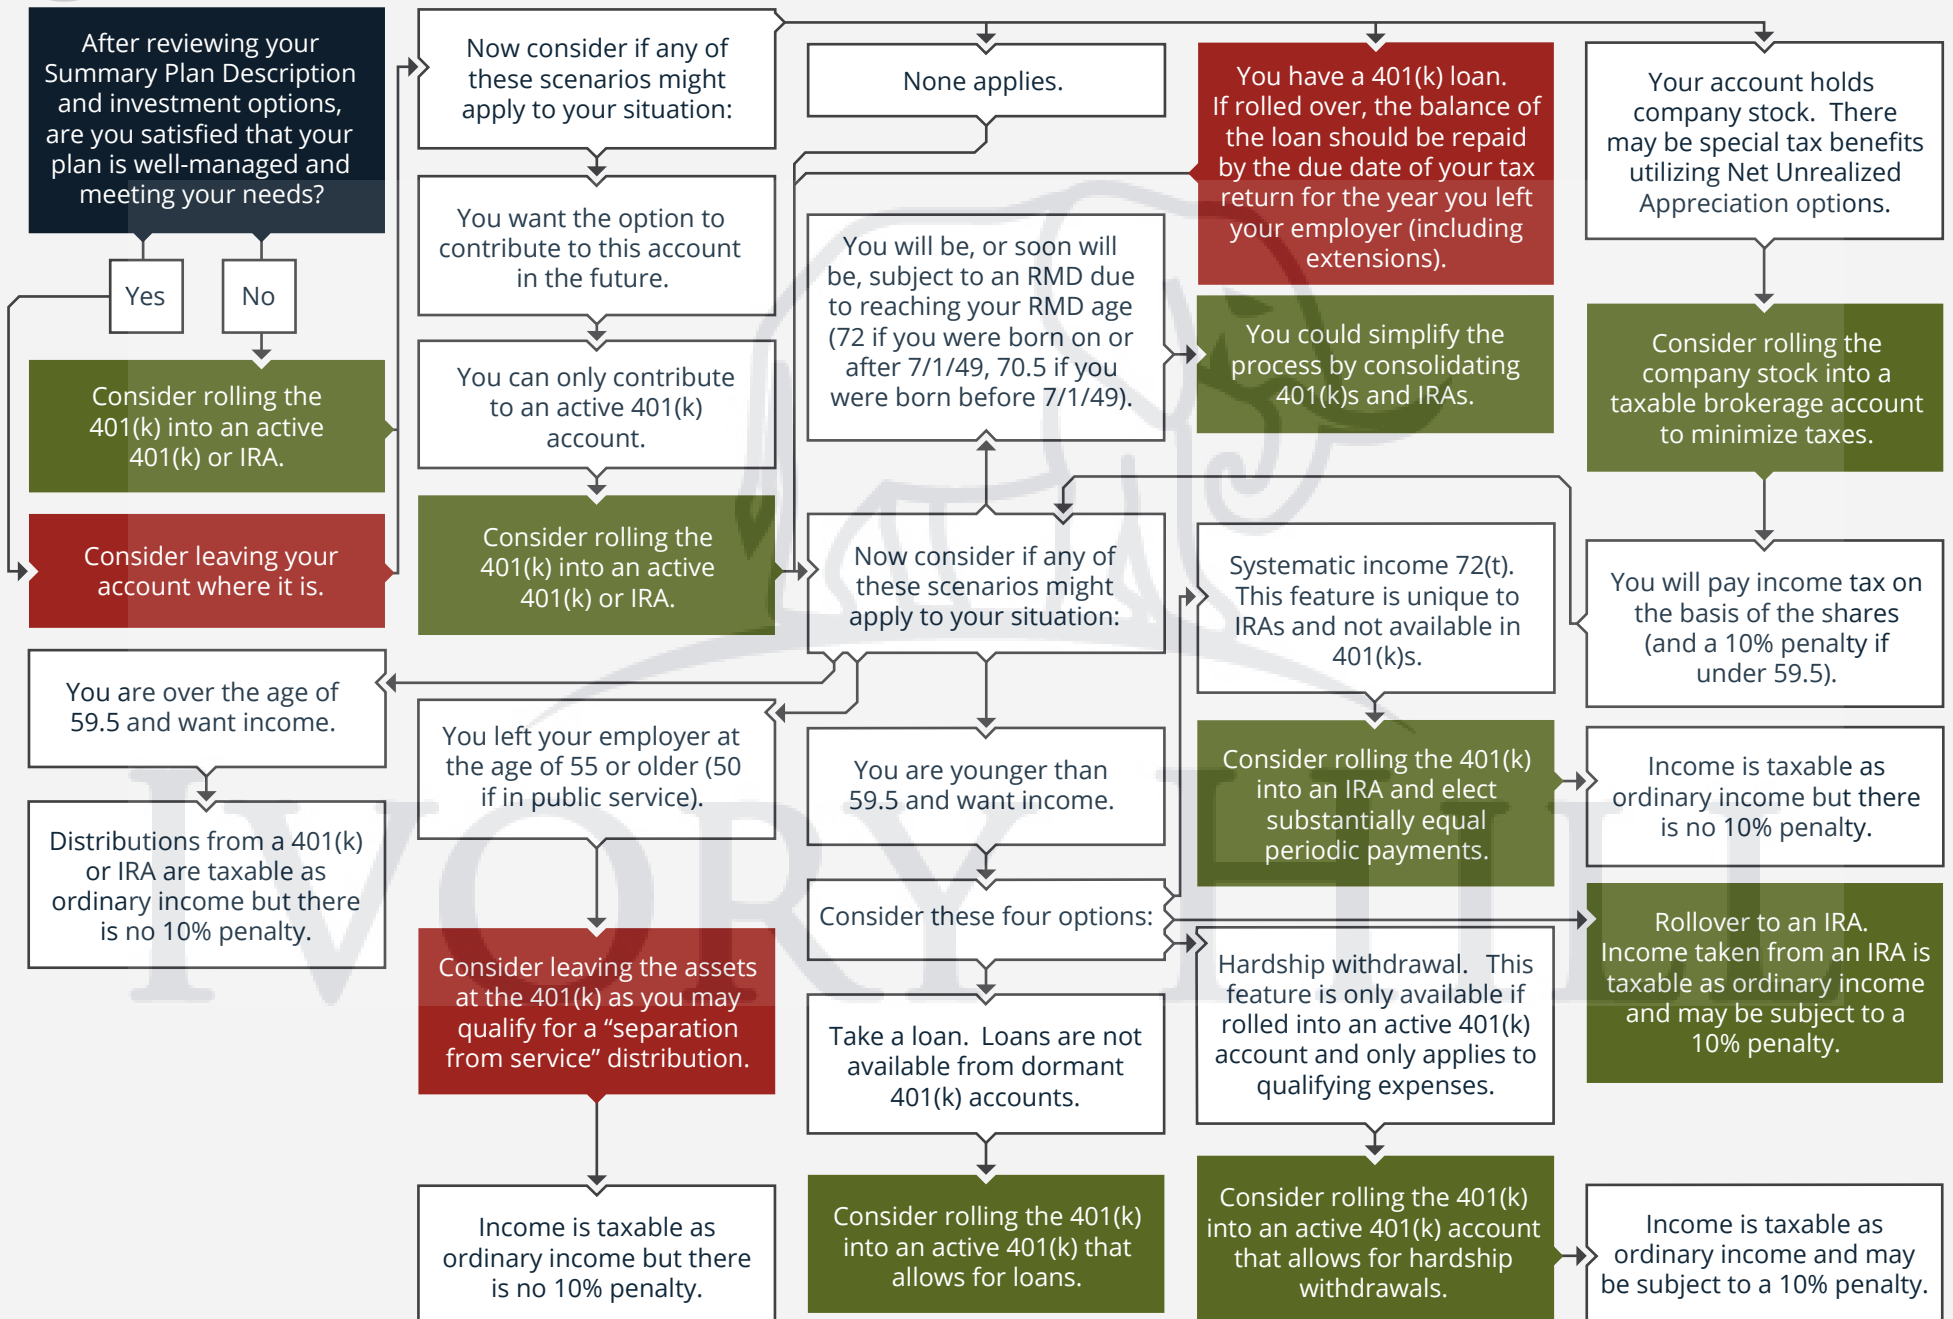 After reviewing your
Summary Plan Description
and investment options,
are you satisfied that your
plan is well-managed and
meeting your needs?
Yes
No
Consider rolling the
401(k) into an active
401(k) or IRA.
Consider leaving your
account where it is.
Now consider if any of
these scenarios might
apply to your situation:
You want the option to
contribute to this account
in the future.
You can only contribute
to an active 401(k)
account.
Consider rolling the
401(k) into an active
401(k) or IRA.
None applies.
You have a 401(k) loan.
If rolled over, the balance of
the loan should be repaid
by the due date of your tax
return for the year you left
your employer (including
extensions).
Your account holds
company stock. There
may be special tax benefits
utilizing Net Unrealized
Appreciation options.
Consider rolling the
company stock into a
taxable brokerage account
to minimize taxes.
You will pay income tax on
the basis of the shares
(and a 10% penalty if
under 59.5).
You will be, or soon will
be, subject to an RMD due
to reaching your RMD age
(72 if you were born on or
after 7/1/49, 70.5 if you
were born before 7/1/49).
You could simplify the
process by consolidating
401(k)s and IRAs.
Now consider if any of
these scenarios might
apply to your situation:
You are over the age of
59.5 and want income.
Distributions from a 401(k)
or IRA are taxable as
ordinary income but there
is no 10% penalty.
You left your employer at
the age of 55 or older (50
if in public service).
Consider leaving the assets
at the 401(k) as you may
qualify for a “separation
from service” distribution.
Income is taxable as
ordinary income but there
is no 10% penalty.
You are younger than
59.5 and want income.
Consider these four options:
Take a loan. Loans are not
available from dormant
401(k) accounts.
Consider rolling the 401(k)
into an active 401(k) that
allows for loans.
Systematic income 72(t).
This feature is unique to
IRAs and not available in
401(k)s.
Consider rolling the 401(k)
into an IRA and elect
substantially equal
periodic payments.
Income is taxable as
ordinary income but there
is no 10% penalty.
Rollover to an IRA.
Income taken from an IRA is
taxable as ordinary income
and may be subject to a
10% penalty.
Hardship withdrawal. This
feature is only available if
rolled into an active 401(k)
account and only applies to
qualifying expenses.
Consider rolling the 401(k)
into an active 401(k) account
that allows for hardship
withdrawals.
Income is taxable as
ordinary income and may
be subject to a 10% penalty.
IVORY HILL